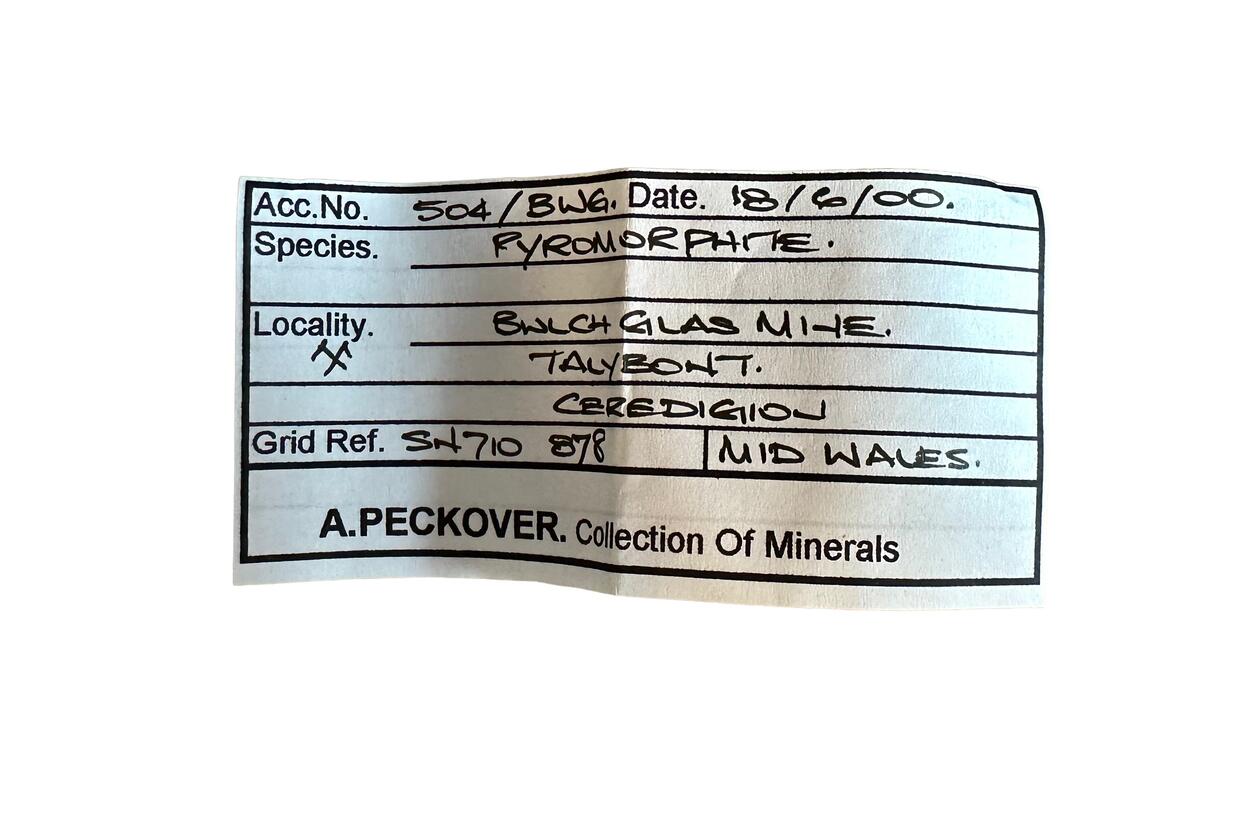 Acc.No. 504/BWG. Date. 18/6/00.
Species. PYROMORPHITE.
Locality. BWLCH GLAS MINE.
TALYBONT.
CEREDIGION
Grid Ref. SN710 878 MID WALES.
A.PECKOVER. Collection Of Minerals